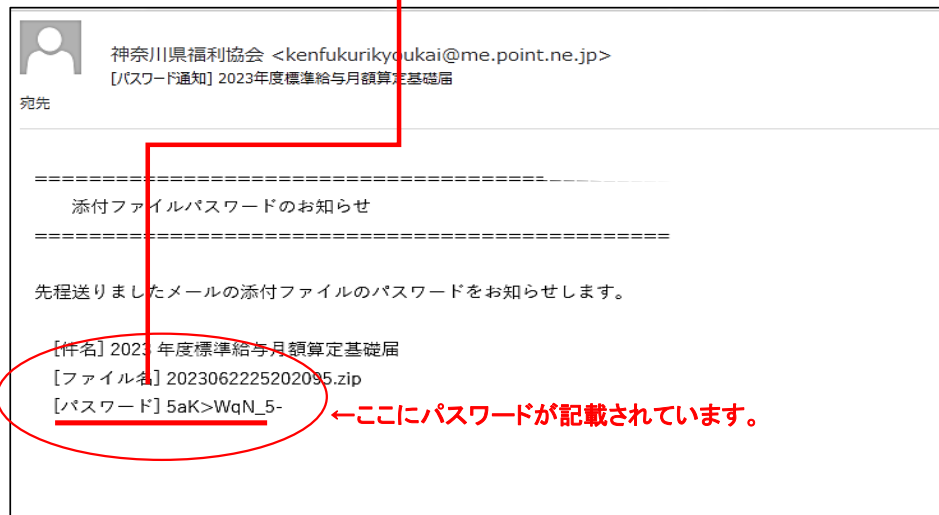 神奈川県福利協会 <kenfukurikyoukai@me.point.ne.jp>
[パスワード通知] 2023年度標準給与月額算定基礎届
宛先
===============================================
添付ファイルパスワードのお知らせ
===============================================
先程送りましたメールの添付ファイルのパスワードをお知らせします。
[件名] 2023 年度標準給与月額算定基礎届
[ファイル名] 2023062225202095.zip
[パスワード] 5aK>WqN_5-
←ここにパスワードが記載されています。